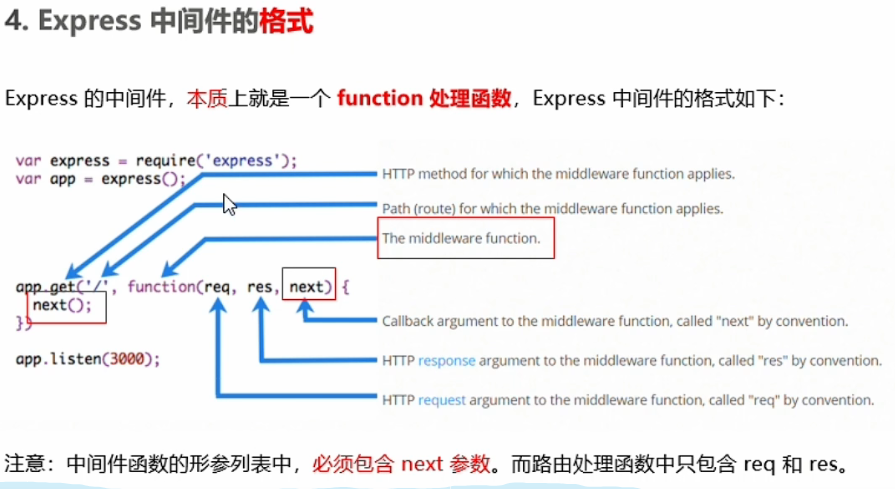 4. Express 中间件的格式
Express 的中间件，本质上就是一个 function 处理函数，Express 中间件的格式如下：
var express = require('express');
var app = express();
HTTP method for which the middleware function applies.
Path (route) for which the middleware function applies.
The middleware function.
app.get('/', function(req, res, next) {
next();
})
Callback argument to the middleware function, called "next" by convention.
app.listen(3000);
HTTP response argument to the middleware function, called "res" by convention.
HTTP request argument to the middleware function, called "req" by convention.
注意：中间件函数的形参列表中，必须包含 next 参数。而路由处理函数中只包含 req 和 res。